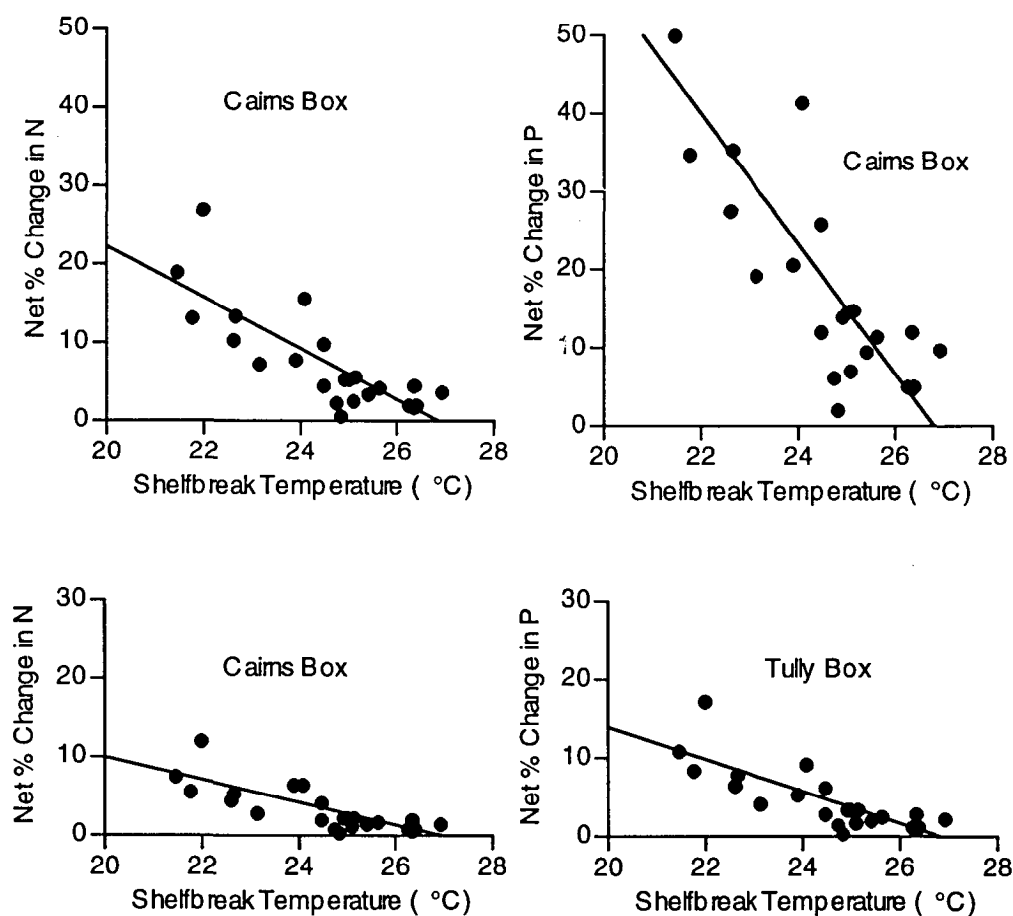 50
40
30
20
10
0
Net % Change in N
Cairns Box
20 22 24 26 28
Shelfbreak Temperature ( °C)
50
40
30
20
10
0
Net % Change in P
Cairns Box
20 22 24 26 28
Shelfbreak Temperature ( °C)
30
20
10
0
Net % Change in N
Cairns Box
20 22 24 26 28
Shelfbreak Temperature ( °C)
30
20
10
0
Net % Change in P
Tully Box
20 22 24 26 28
Shelfbreak Temperature ( °C)